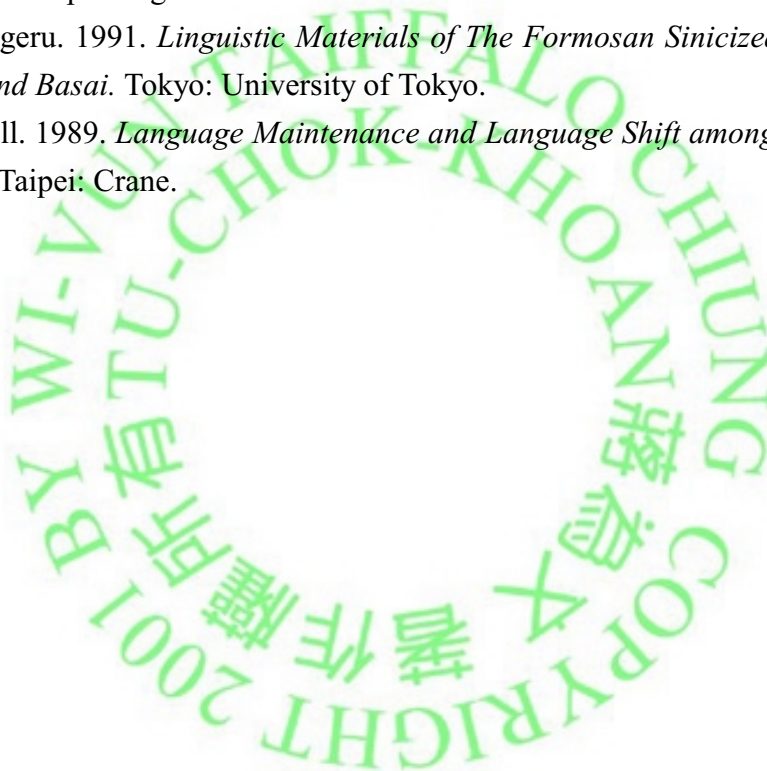 geru. 1991. Linguistic Materials of The Formosan Sinicized
nd Basai. Tokyo: University of Tokyo.
ll. 1989. Language Maintenance and Language Shift among
Taipei: Crane.
COPYRIGHT 2001 BY WI-VUN TAIFFALO CHIUNG
TU-CHOK-KHOAN
蔣為文著作權所有